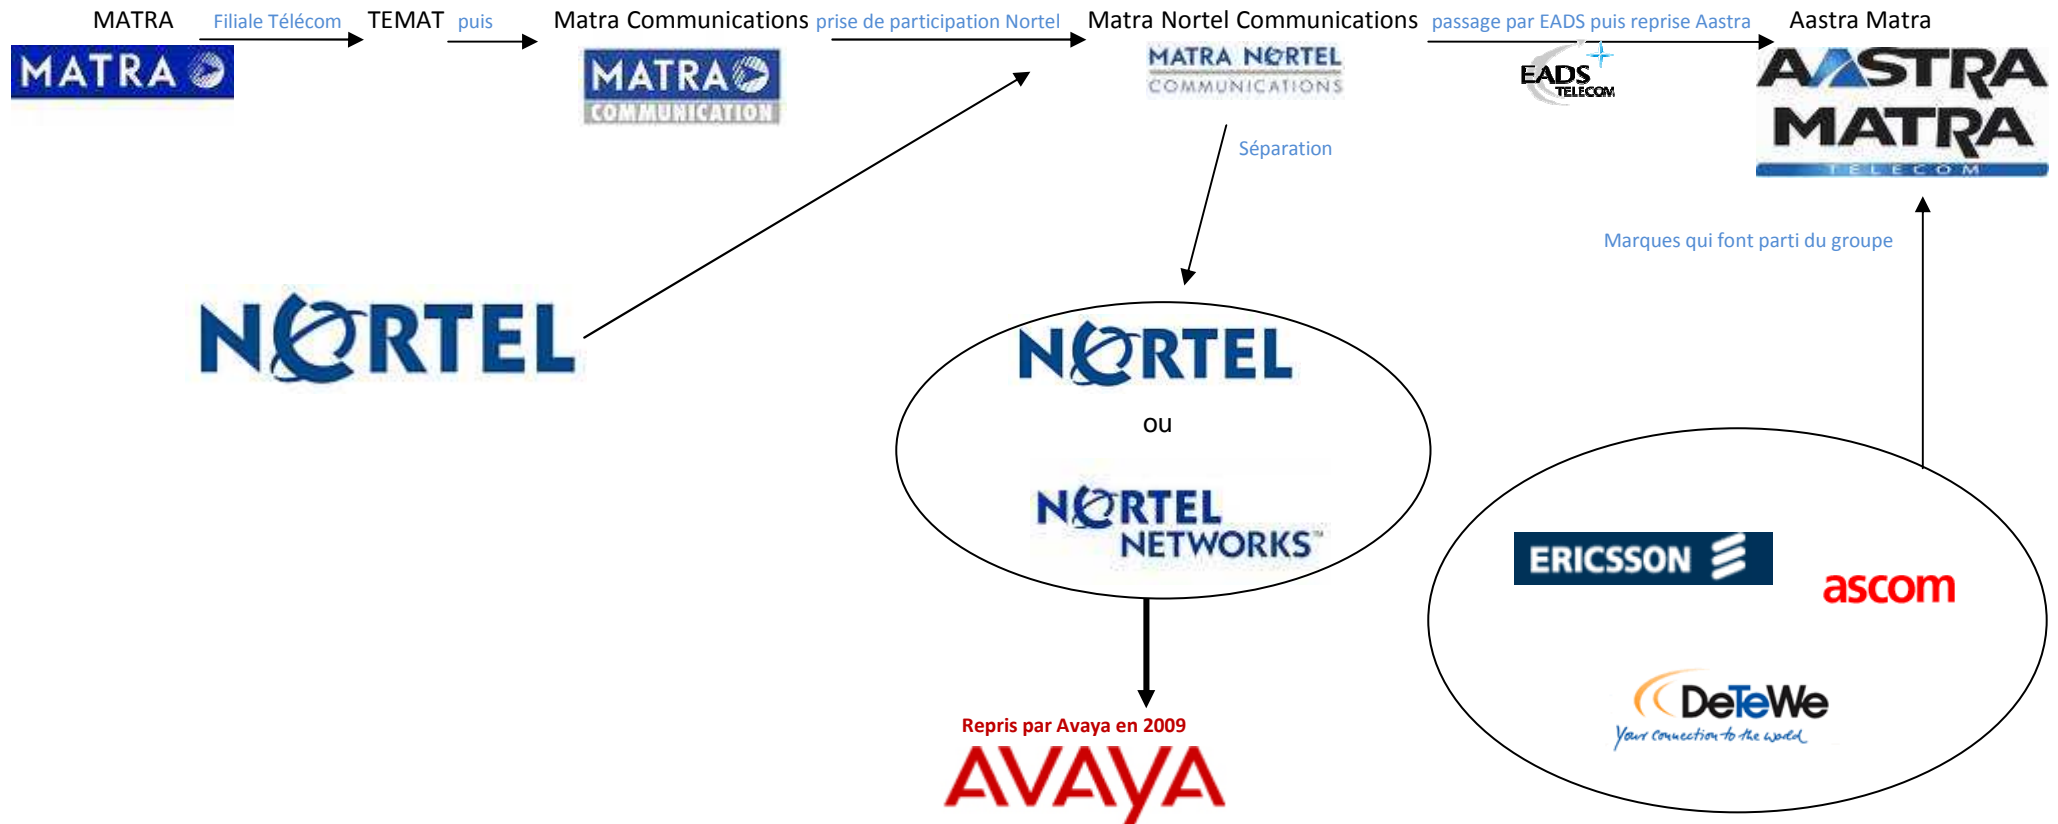 MATRA Filiale Télécom TEMAT puis Matra Communications prise de participation Nortel Matra Nortel Communications passage par EADS puis reprise Aastra Aastra Matra
MATRA
MATRA
COMMUNICATION
MATRA NORTEL
COMMUNICATIONS
EADS
TELECOM
AASTRA
MATRA
TELECOM
Séparation
Marques qui font parti du groupe
NORTEL
NORTEL
ou
NORTEL
NETWORKS™
ERICSSON
ascom
DeTeWe
Your connection to the world
Repris par Avaya en 2009
AVAYA